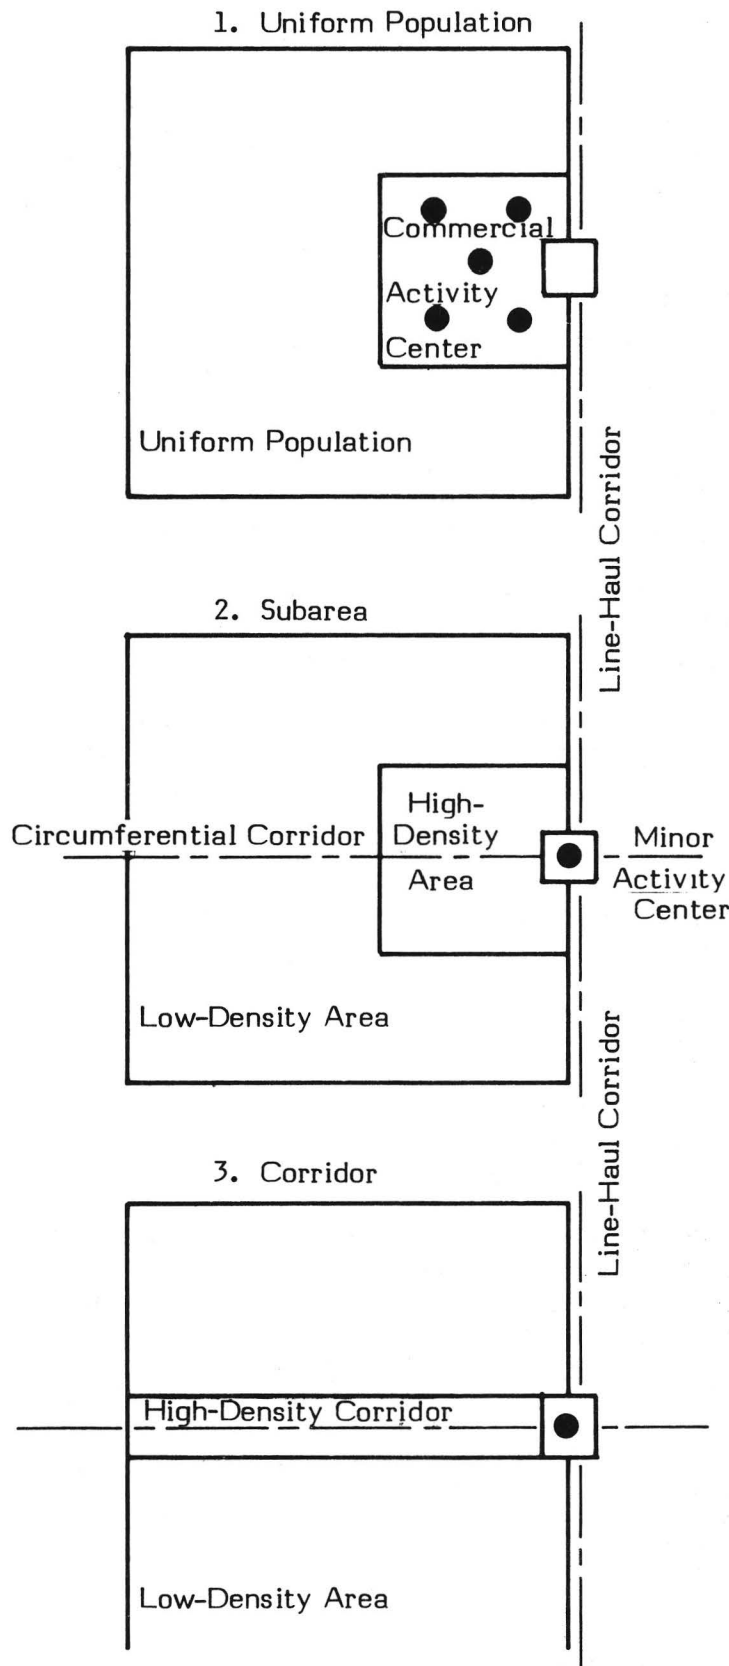 1. Uniform Population
Commercial
Activity
Center
Uniform Population
Line-Haul Corridor
2. Subarea
High-
Density
Area
Circumferential Corridor
Minor
Activity
Center
Low-Density Area
Line-Haul Corridor
3. Corridor
High-Density Corridor
Low-Density Area